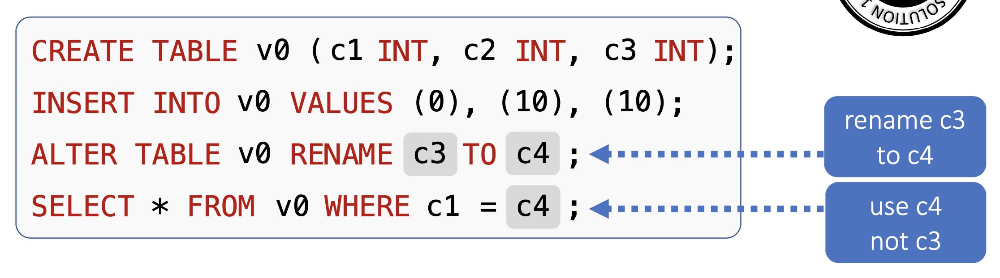 SOLUTION 1
CREATE TABLE v0 (c1 INT, c2 INT, c3 INT);
INSERT INTO v0 VALUES (0), (10), (10);
ALTER TABLE v0 RENAME c3 TO c4 ;
SELECT * FROM v0 WHERE c1 = c4 ;
rename c3
to c4
use c4
not c3